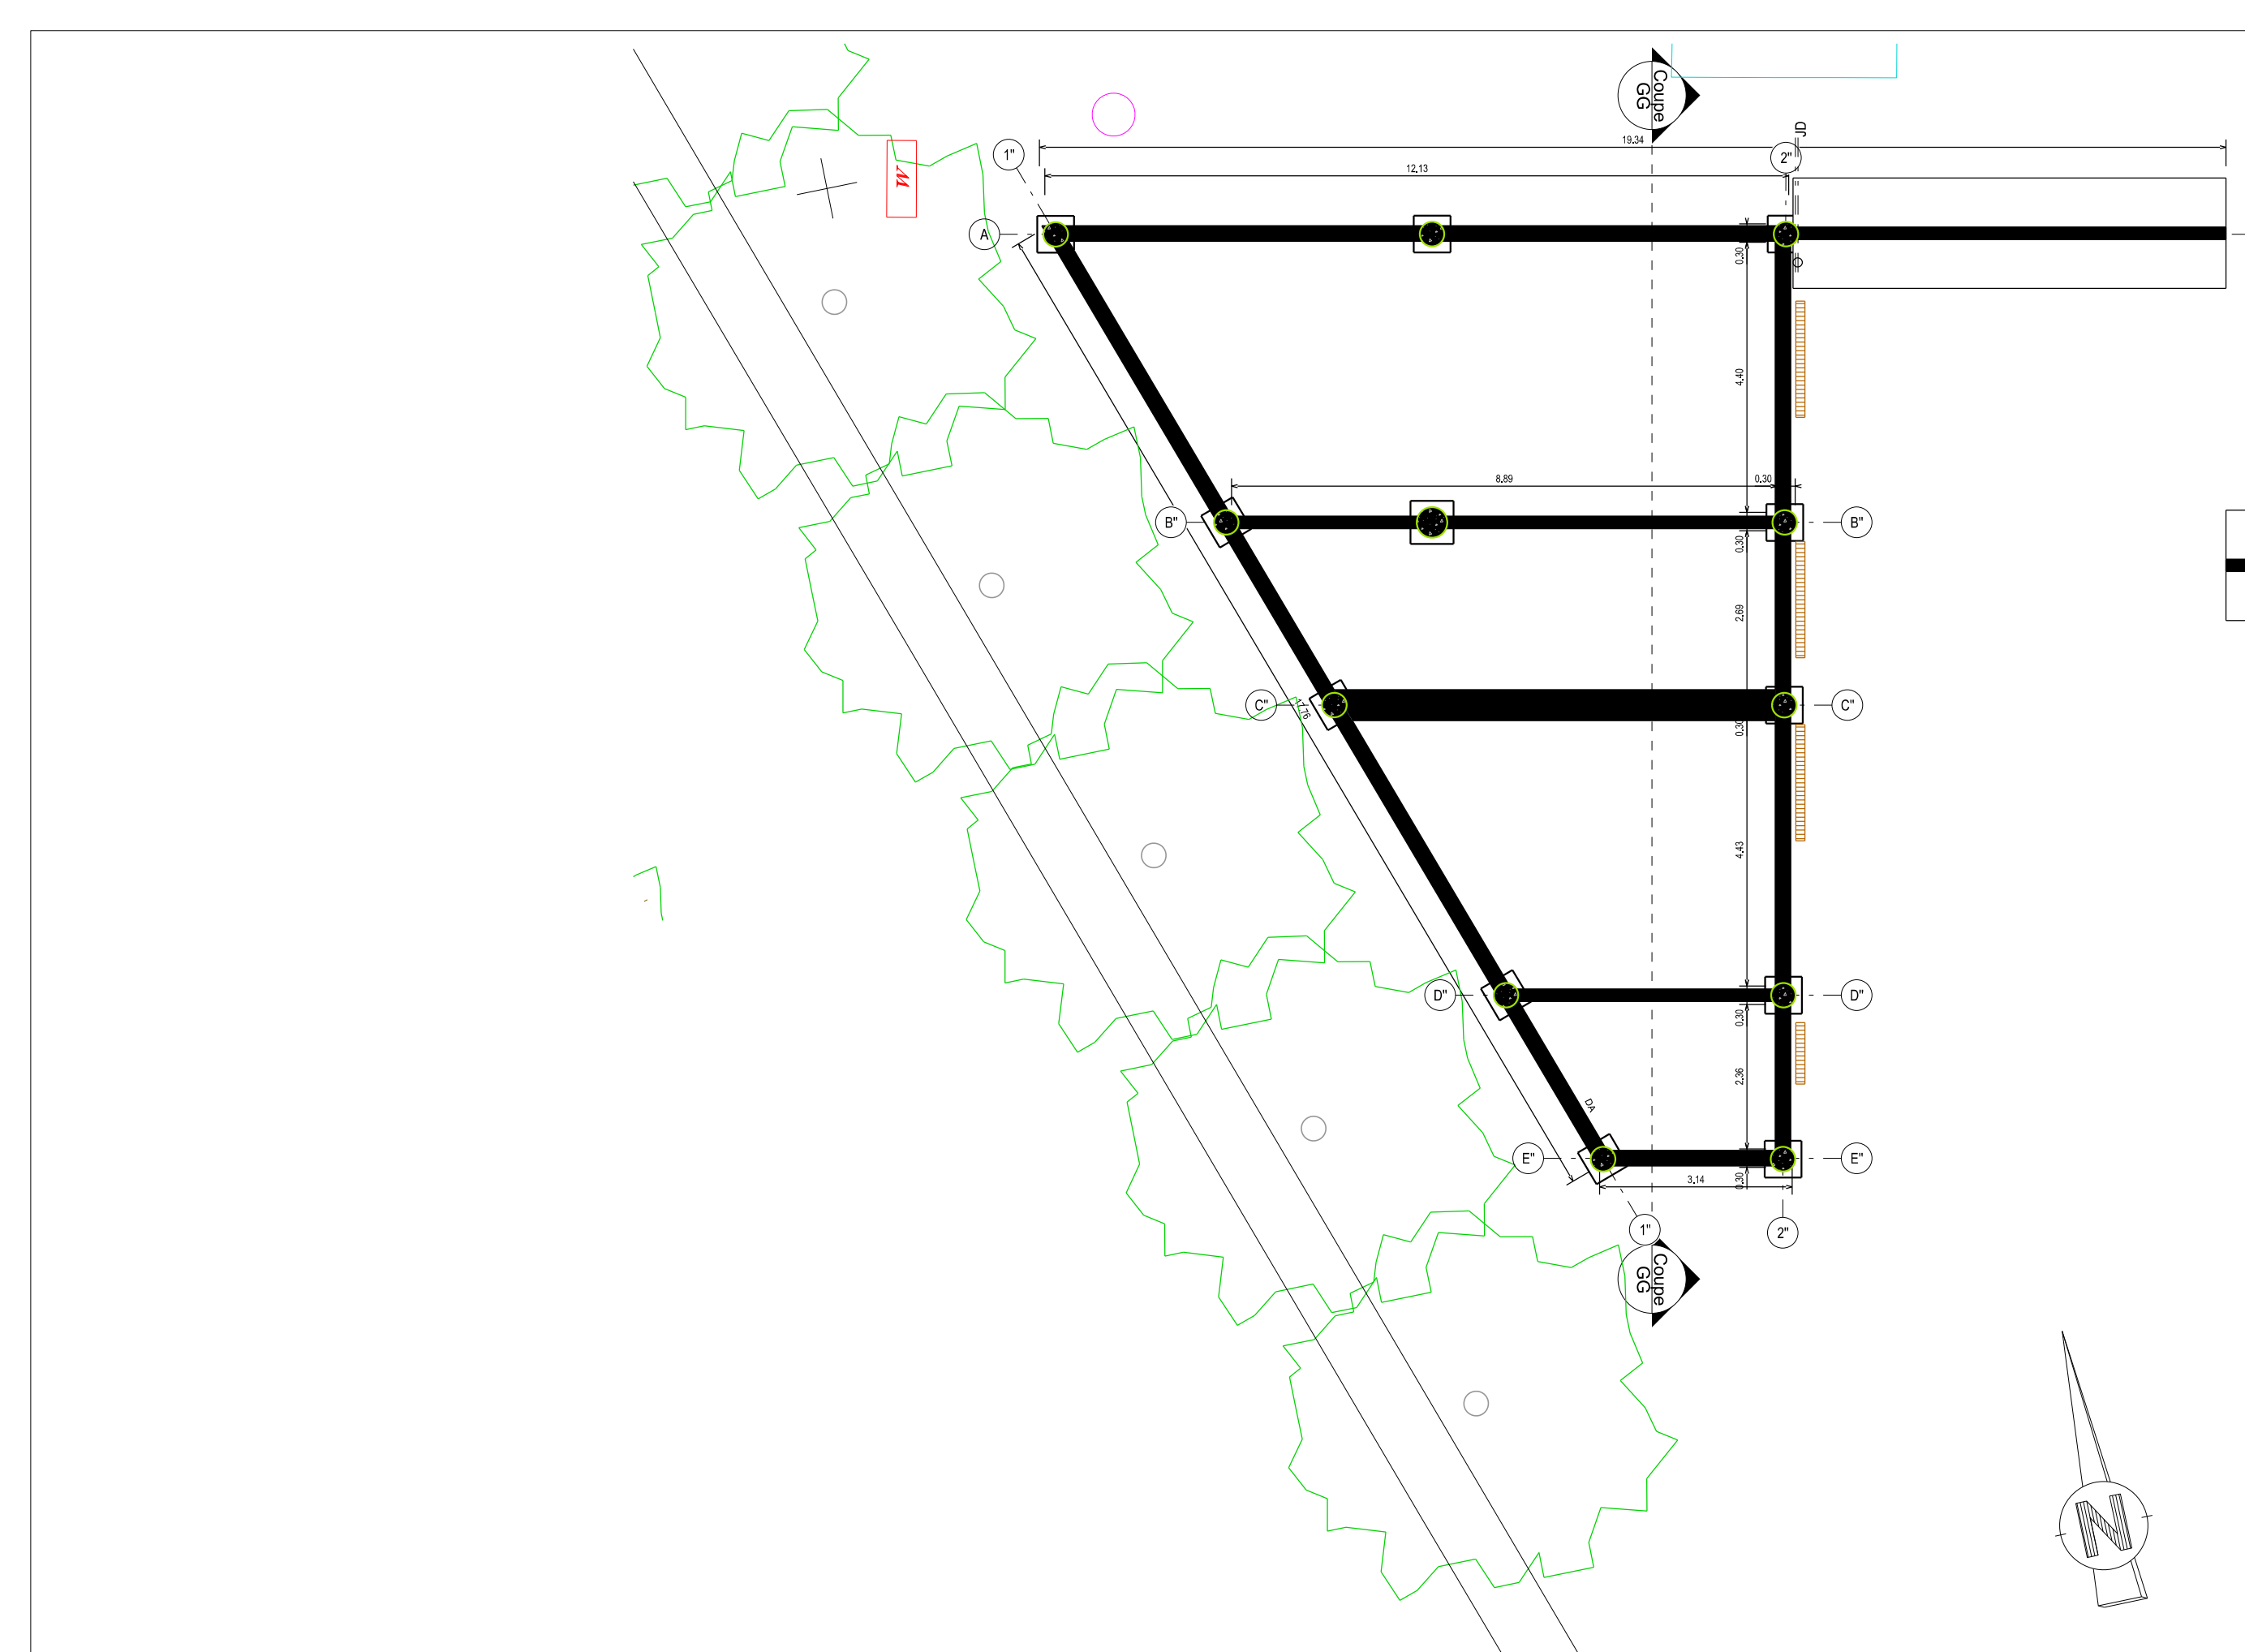 Coupe
GG
JD
19.34
1"
2"
12.13
W
A
0.30
4.40
8.89
0.30
B"
B"
0.30
2.69
C"
C"
0.30
4.43
D"
D"
0.30
2.36
DA
E"
E"
0.30
3.14
1"
2"
Coupe
GG
N